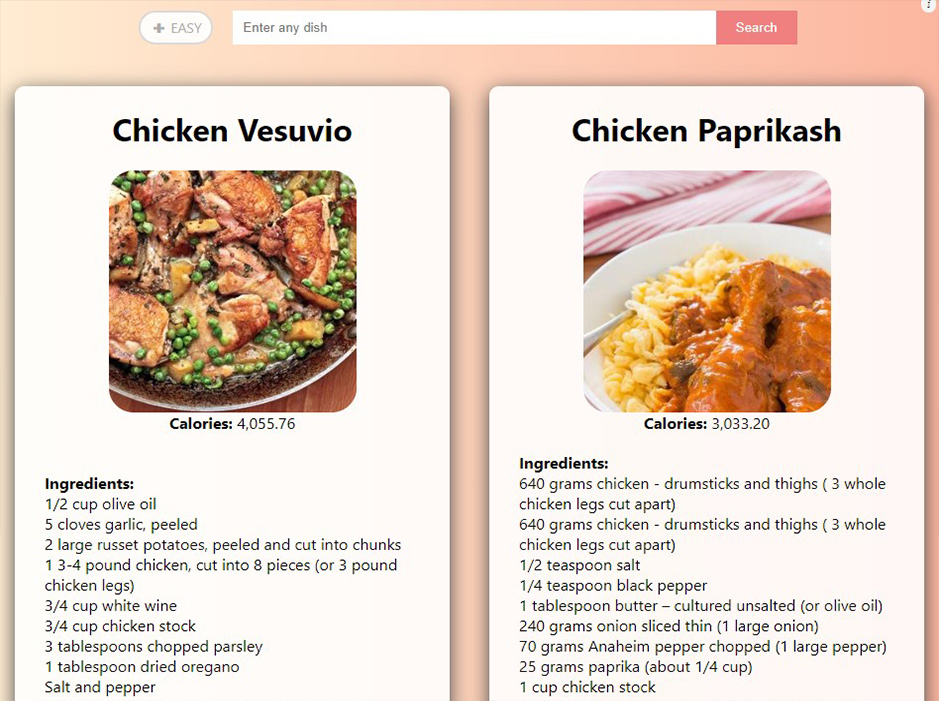 EASY
Enter any dish
Search
Chicken Vesuvio
Calories: 4,055.76
Ingredients:
1/2 cup olive oil
5 cloves garlic, peeled
2 large russet potatoes, peeled and cut into chunks
1 3-4 pound chicken, cut into 8 pieces (or 3 pound
chicken legs)
3/4 cup white wine
3/4 cup chicken stock
3 tablespoons chopped parsley
1 tablespoon dried oregano
Salt and pepper
Chicken Paprikash
Calories: 3,033.20
Ingredients:
640 grams chicken - drumsticks and thighs ( 3 whole
chicken legs cut apart)
640 grams chicken - drumsticks and thighs ( 3 whole
chicken legs cut apart)
1/2 teaspoon salt
1/4 teaspoon black pepper
1 tablespoon butter – cultured unsalted (or olive oil)
240 grams onion sliced thin (1 large onion)
70 grams Anaheim pepper chopped (1 large pepper)
25 grams paprika (about 1/4 cup)
1 cup chicken stock